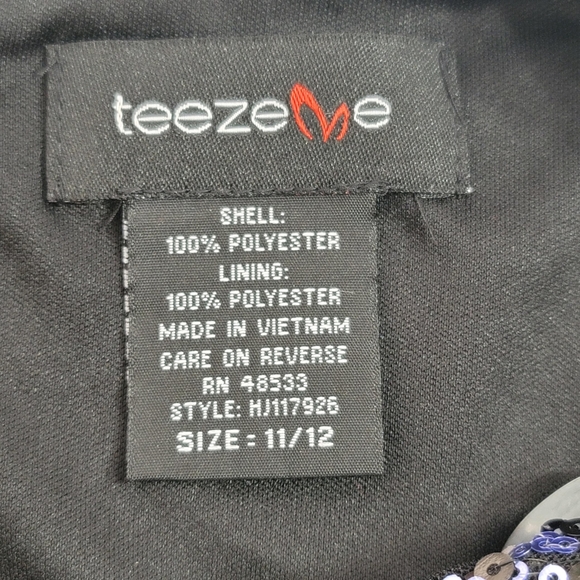 teezeme
SHELL:
100% POLYESTER
LINING:
100% POLYESTER
MADE IN VIETNAM
CARE ON REVERSE
RN 48533
STYLE: HJ117926
SIZE = 11/12